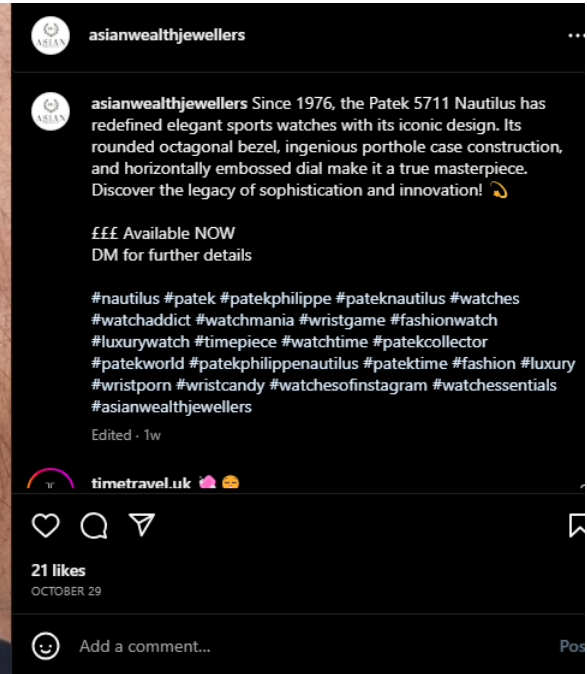 ASIAN
asianwealthjewellers
ASIAN
asianwealthjewellers Since 1976, the Patek 5711 Nautilus has
redefined elegant sports watches with its iconic design. Its
rounded octagonal bezel, ingenious porthole case construction,
and horizontally embossed dial make it a true masterpiece.
Discover the legacy of sophistication and innovation! 💫
£££ Available NOW
DM for further details
#nautilus #patek #patekphilippe #pateknautilus #watches
#watchaddict #watchmania #wristgame #fashionwatch
#luxurywatch #timepiece #watchtime #patekcollector
#patekworld #patekphilippenautilus #patektime #fashion #luxury
#wristporn #wristcandy #watchesofinstagram #watchessentials
#asianwealthjewellers
Edited · 1w
timetravel.uk
21 likes
OCTOBER 29
Add a comment...
Pos